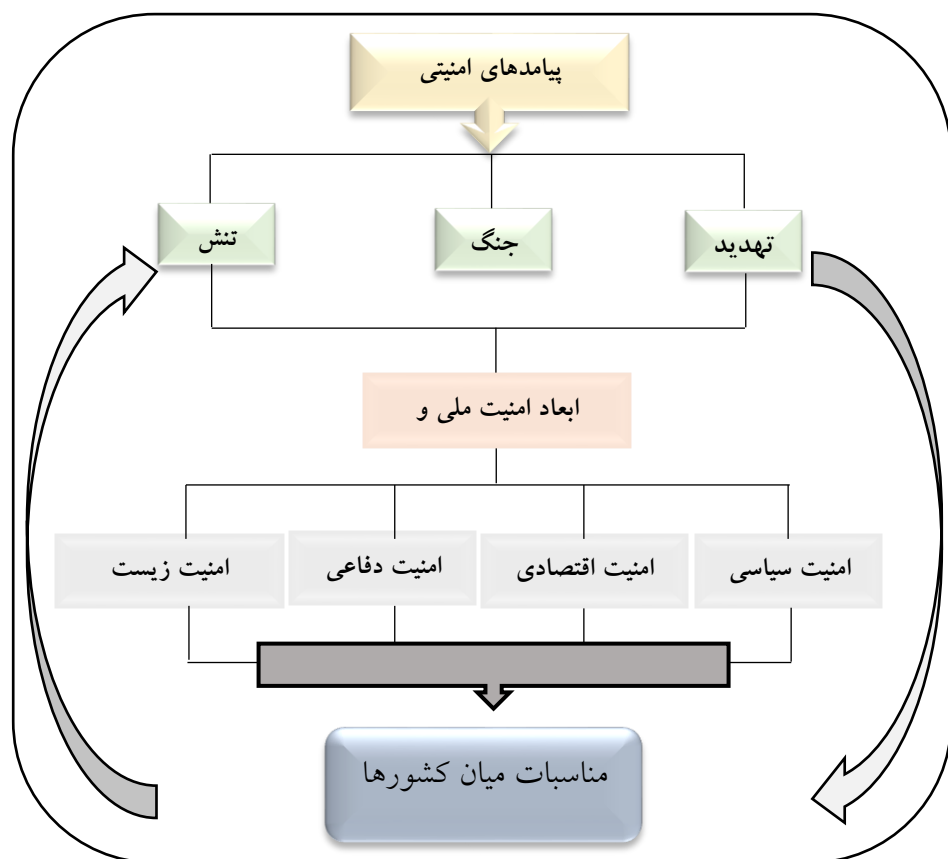 پیامدهای امنیتی
تهدید
جنگ
تنش
ابعاد امنیت ملی و
امنیت سیاسی
امنیت اقتصادی
امنیت دفاعی
امنیت زیست
مناسبات میان کشورها